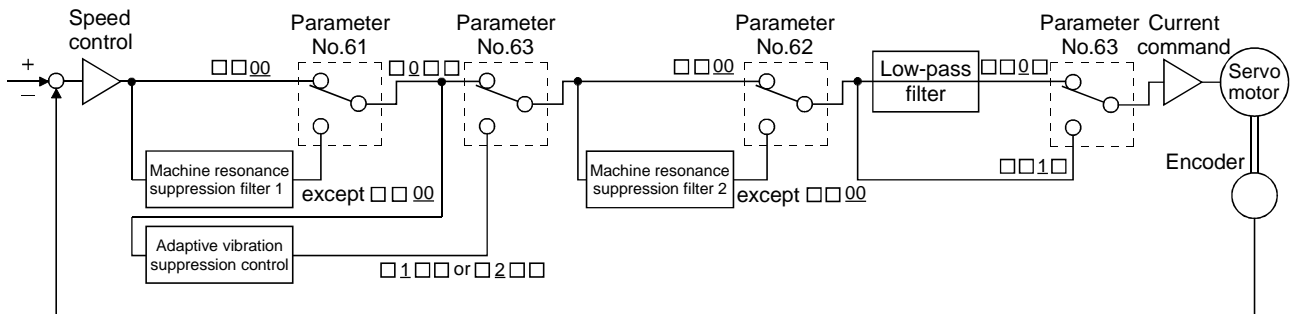 Speed
control
Parameter
No.61
Parameter
No.63
Parameter
No.62
Parameter
No.63
Current
command
Servo
motor
+
−
□□00
□0□□
□□00
Low-pass
filter
□□0□
Machine resonance
suppression filter 1
except □□00
Machine resonance
suppression filter 2
except □□00
□□1□
Encoder
Adaptive vibration
suppression control
□1□□ or □2□□